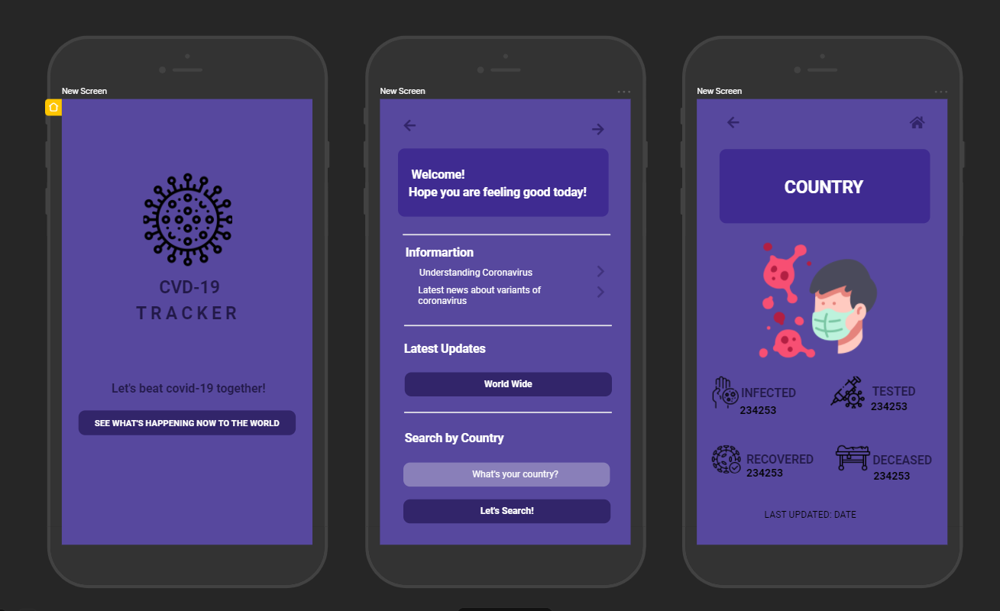 New Screen
CVD-19
TRACKER
Let's beat covid-19 together!
SEE WHAT'S HAPPENING NOW TO THE WORLD
New Screen
Welcome!
Hope you are feeling good today!
Informartion
Understanding Coronavirus
Latest news about variants of
coronavirus
Latest Updates
World Wide
Search by Country
What's your country?
Let's Search!
New Screen
COUNTRY
INFECTED
234253
TESTED
234253
RECOVERED
234253
DECEASED
234253
LAST UPDATED: DATE